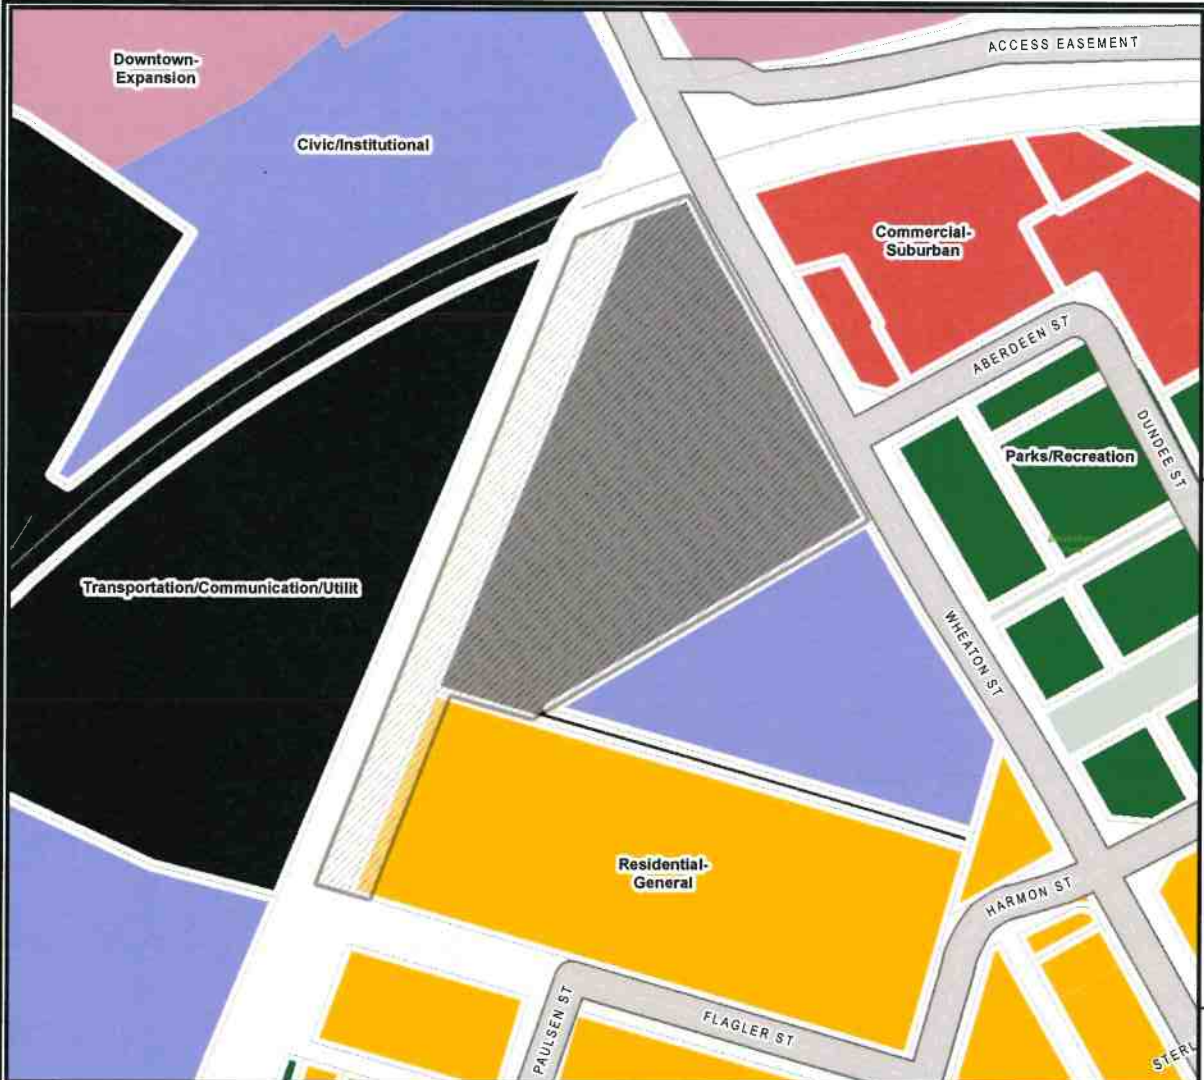 ACCESS EASEMENT
Downtown-
Expansion
Civic/Institutional
Commercial-
Suburban
ABERDEEN ST
DUNDEE ST
Parks/Recreation
Transportation/Communication/Utilit
WHEATON ST
Residential-
General
HARMON ST
PAULSEN ST
FLAGLER ST
STERL